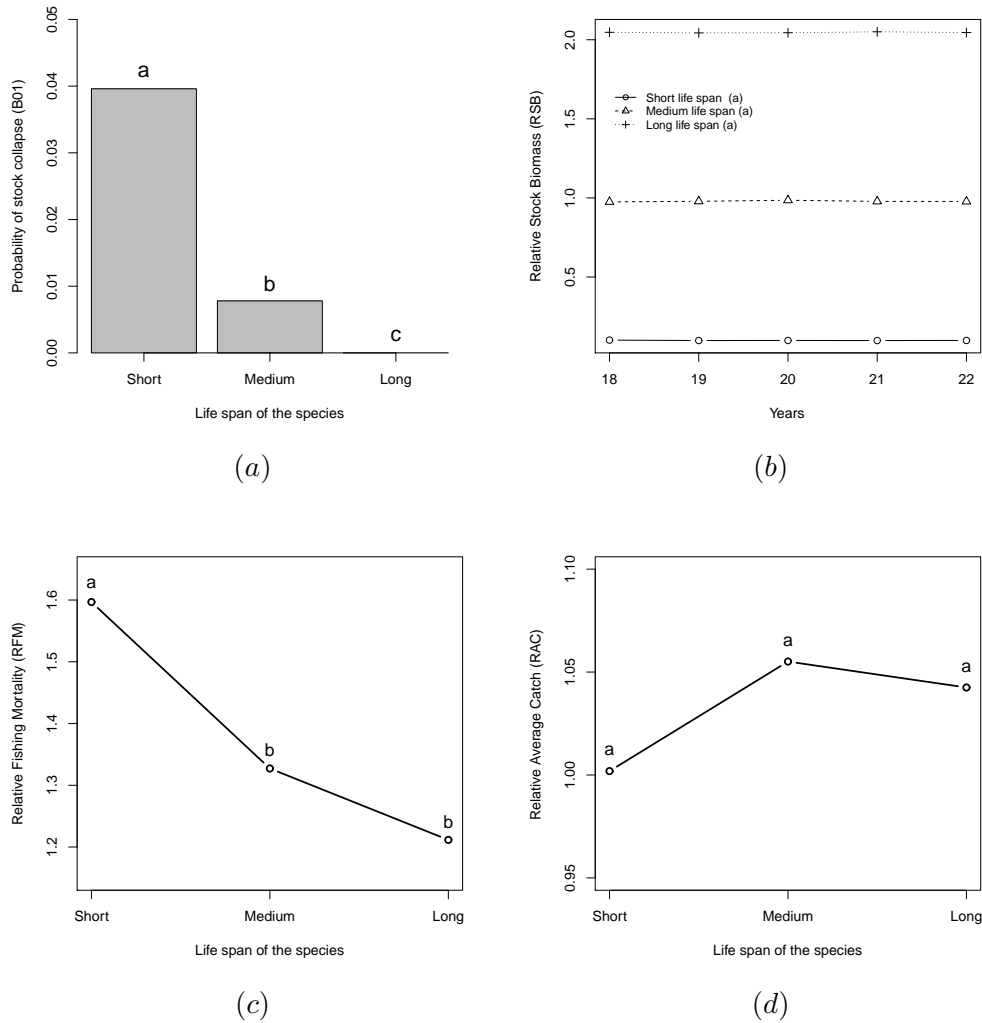 Probability of stock collapse (B01)
0.00 0.01 0.02 0.03 0.04 0.05
a
b
c
Short Medium Long
Life span of the species
(a)
Relative Stock Biomass (RSB)
0.5 1.0 1.5 2.0
Short life span (a)
Medium life span (a)
Long life span (a)
18 19 20 21 22
Years
(b)
Relative Fishing Mortality (RFM)
1.2 1.3 1.4 1.5 1.6
a
b
b
Short Medium Long
Life span of the species
(c)
Relative Average Catch (RAC)
0.95 1.00 1.05 1.10
a
a
a
Short Medium Long
Life span of the species
(d)